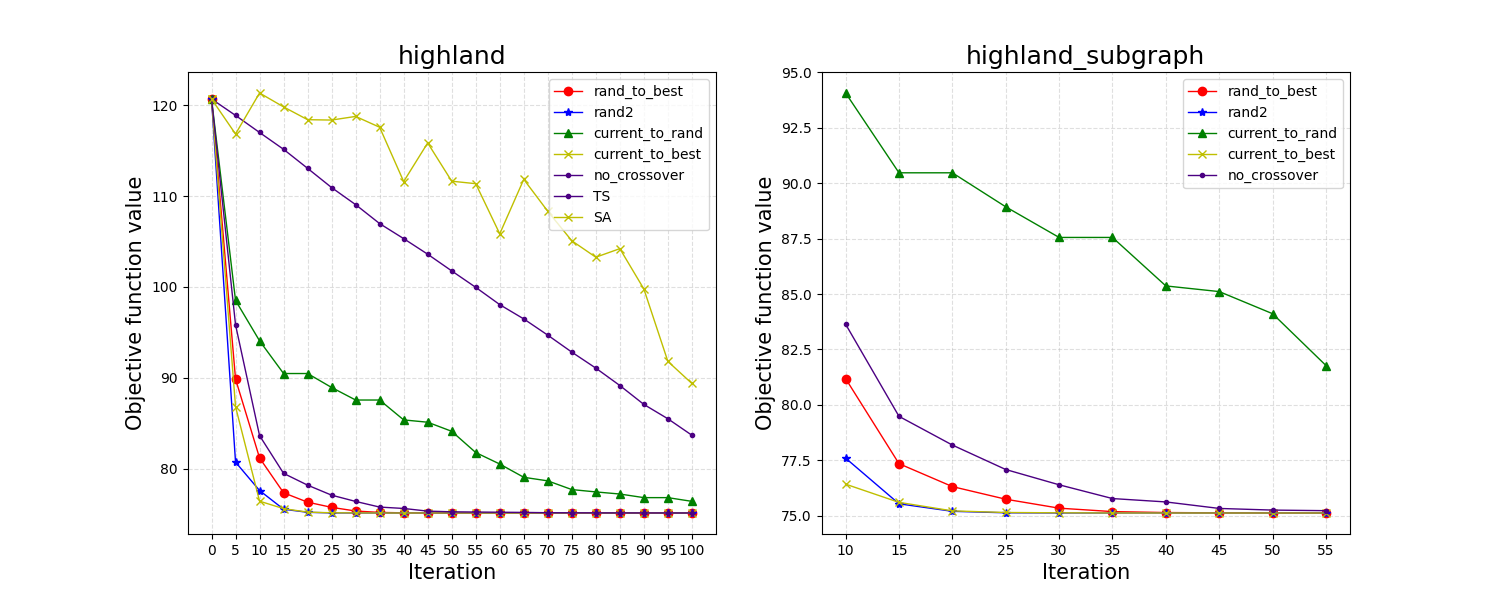 highland
Objective function value
120
110
100
90
80
0 5 10 15 20 25 30 35 40 45 50 55 60 65 70 75 80 85 90 95 100
Iteration
rand_to_best
rand2
current_to_rand
current_to_best
no_crossover
TS
SA
highland_subgraph
Objective function value
95.0
92.5
90.0
87.5
85.0
82.5
80.0
77.5
75.0
10 15 20 25 30 35 40 45 50 55
Iteration
rand_to_best
rand2
current_to_rand
current_to_best
no_crossover